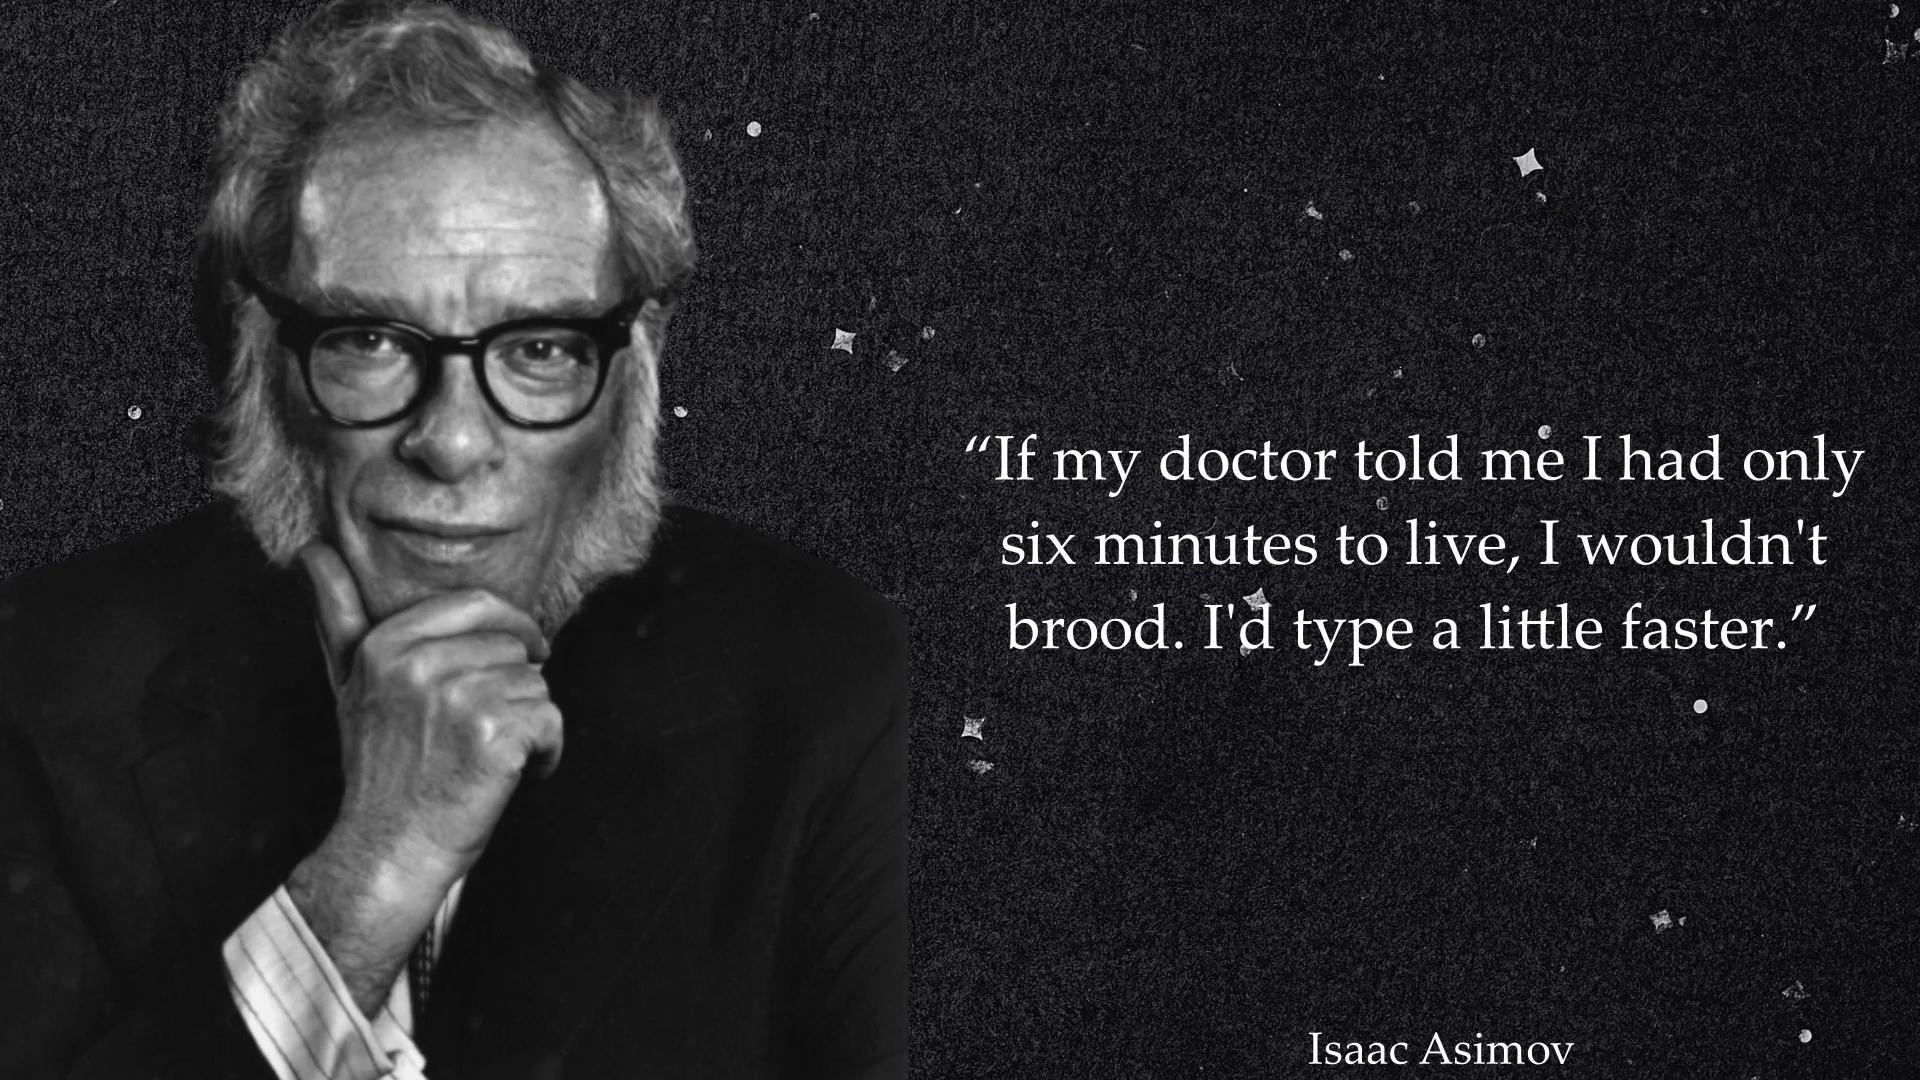 “If my doctor told me I had only
six minutes to live, I wouldn't
brood. I'd type a little faster.”
Isaac Asimov